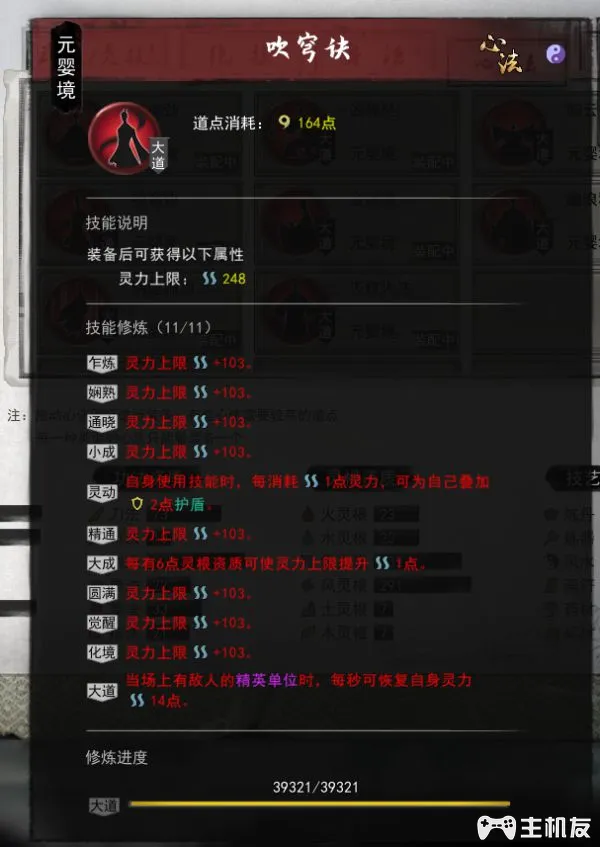 元婴境
吹穹诀
心法
大道
道点消耗： 164点
技能说明
装备后可获得以下属性
灵力上限： 248
技能修炼（11/11）
乍炼 灵力上限 +103。
娴熟 灵力上限 +103。
通晓 灵力上限 +103。
小成 灵力上限 +103。
灵动 自身使用技能时，每消耗 1点灵力，可为自己叠加
2点护盾。
精通 灵力上限 +103。
大成 每有6点灵根资质可使灵力上限提升 1点。
圆满 灵力上限 +103。
觉醒 灵力上限 +103。
化境 灵力上限 +103。
大道 当场上有敌人的精英单位时，每秒可恢复自身灵力
14点。
修炼进度
39321/39321
大道
主机友